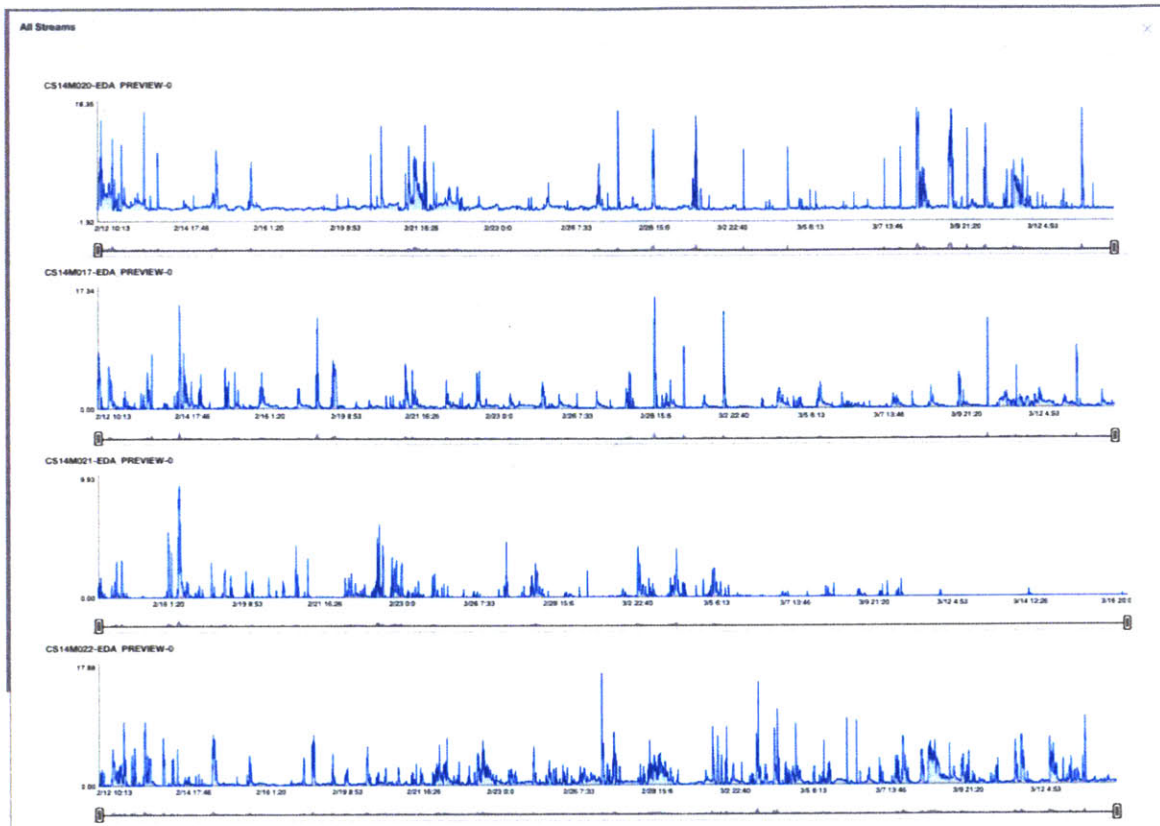 All Streams
CS14M020-EDA PREVIEW-0
18.35
-1.92
2/12 10:13 2/14 17:46 2/16 1:20 2/19 8:53 2/21 16:26 2/23 0:0 2/26 7:33 2/28 15:6 3/2 22:40 3/5 6:13 3/7 13:46 3/9 21:20 3/12 4:53
CS14M017-EDA PREVIEW-0
17.34
0.00
2/12 10:13 2/14 17:46 2/16 1:20 2/19 8:53 2/21 16:26 2/23 0:0 2/26 7:33 2/28 15:6 3/2 22:40 3/5 6:13 3/7 13:46 3/9 21:20 3/12 4:53
CS14M021-EDA PREVIEW-0
9.93
0.00
2/16 1:20 2/19 8:53 2/21 16:26 2/23 0:0 2/26 7:33 2/28 15:6 3/2 22:40 3/5 6:13 3/7 13:46 3/9 21:20 3/12 4:53 3/14 12:26 3/16 20:0
CS14M022-EDA PREVIEW-0
0.00
2/12 10:13 2/14 17:46 2/16 1:20 2/19 8:53 2/21 16:26 2/23 0:0 2/26 7:33 2/28 15:6 3/2 22:40 3/5 6:13 3/7 13:46 3/9 21:20 3/12 4:53